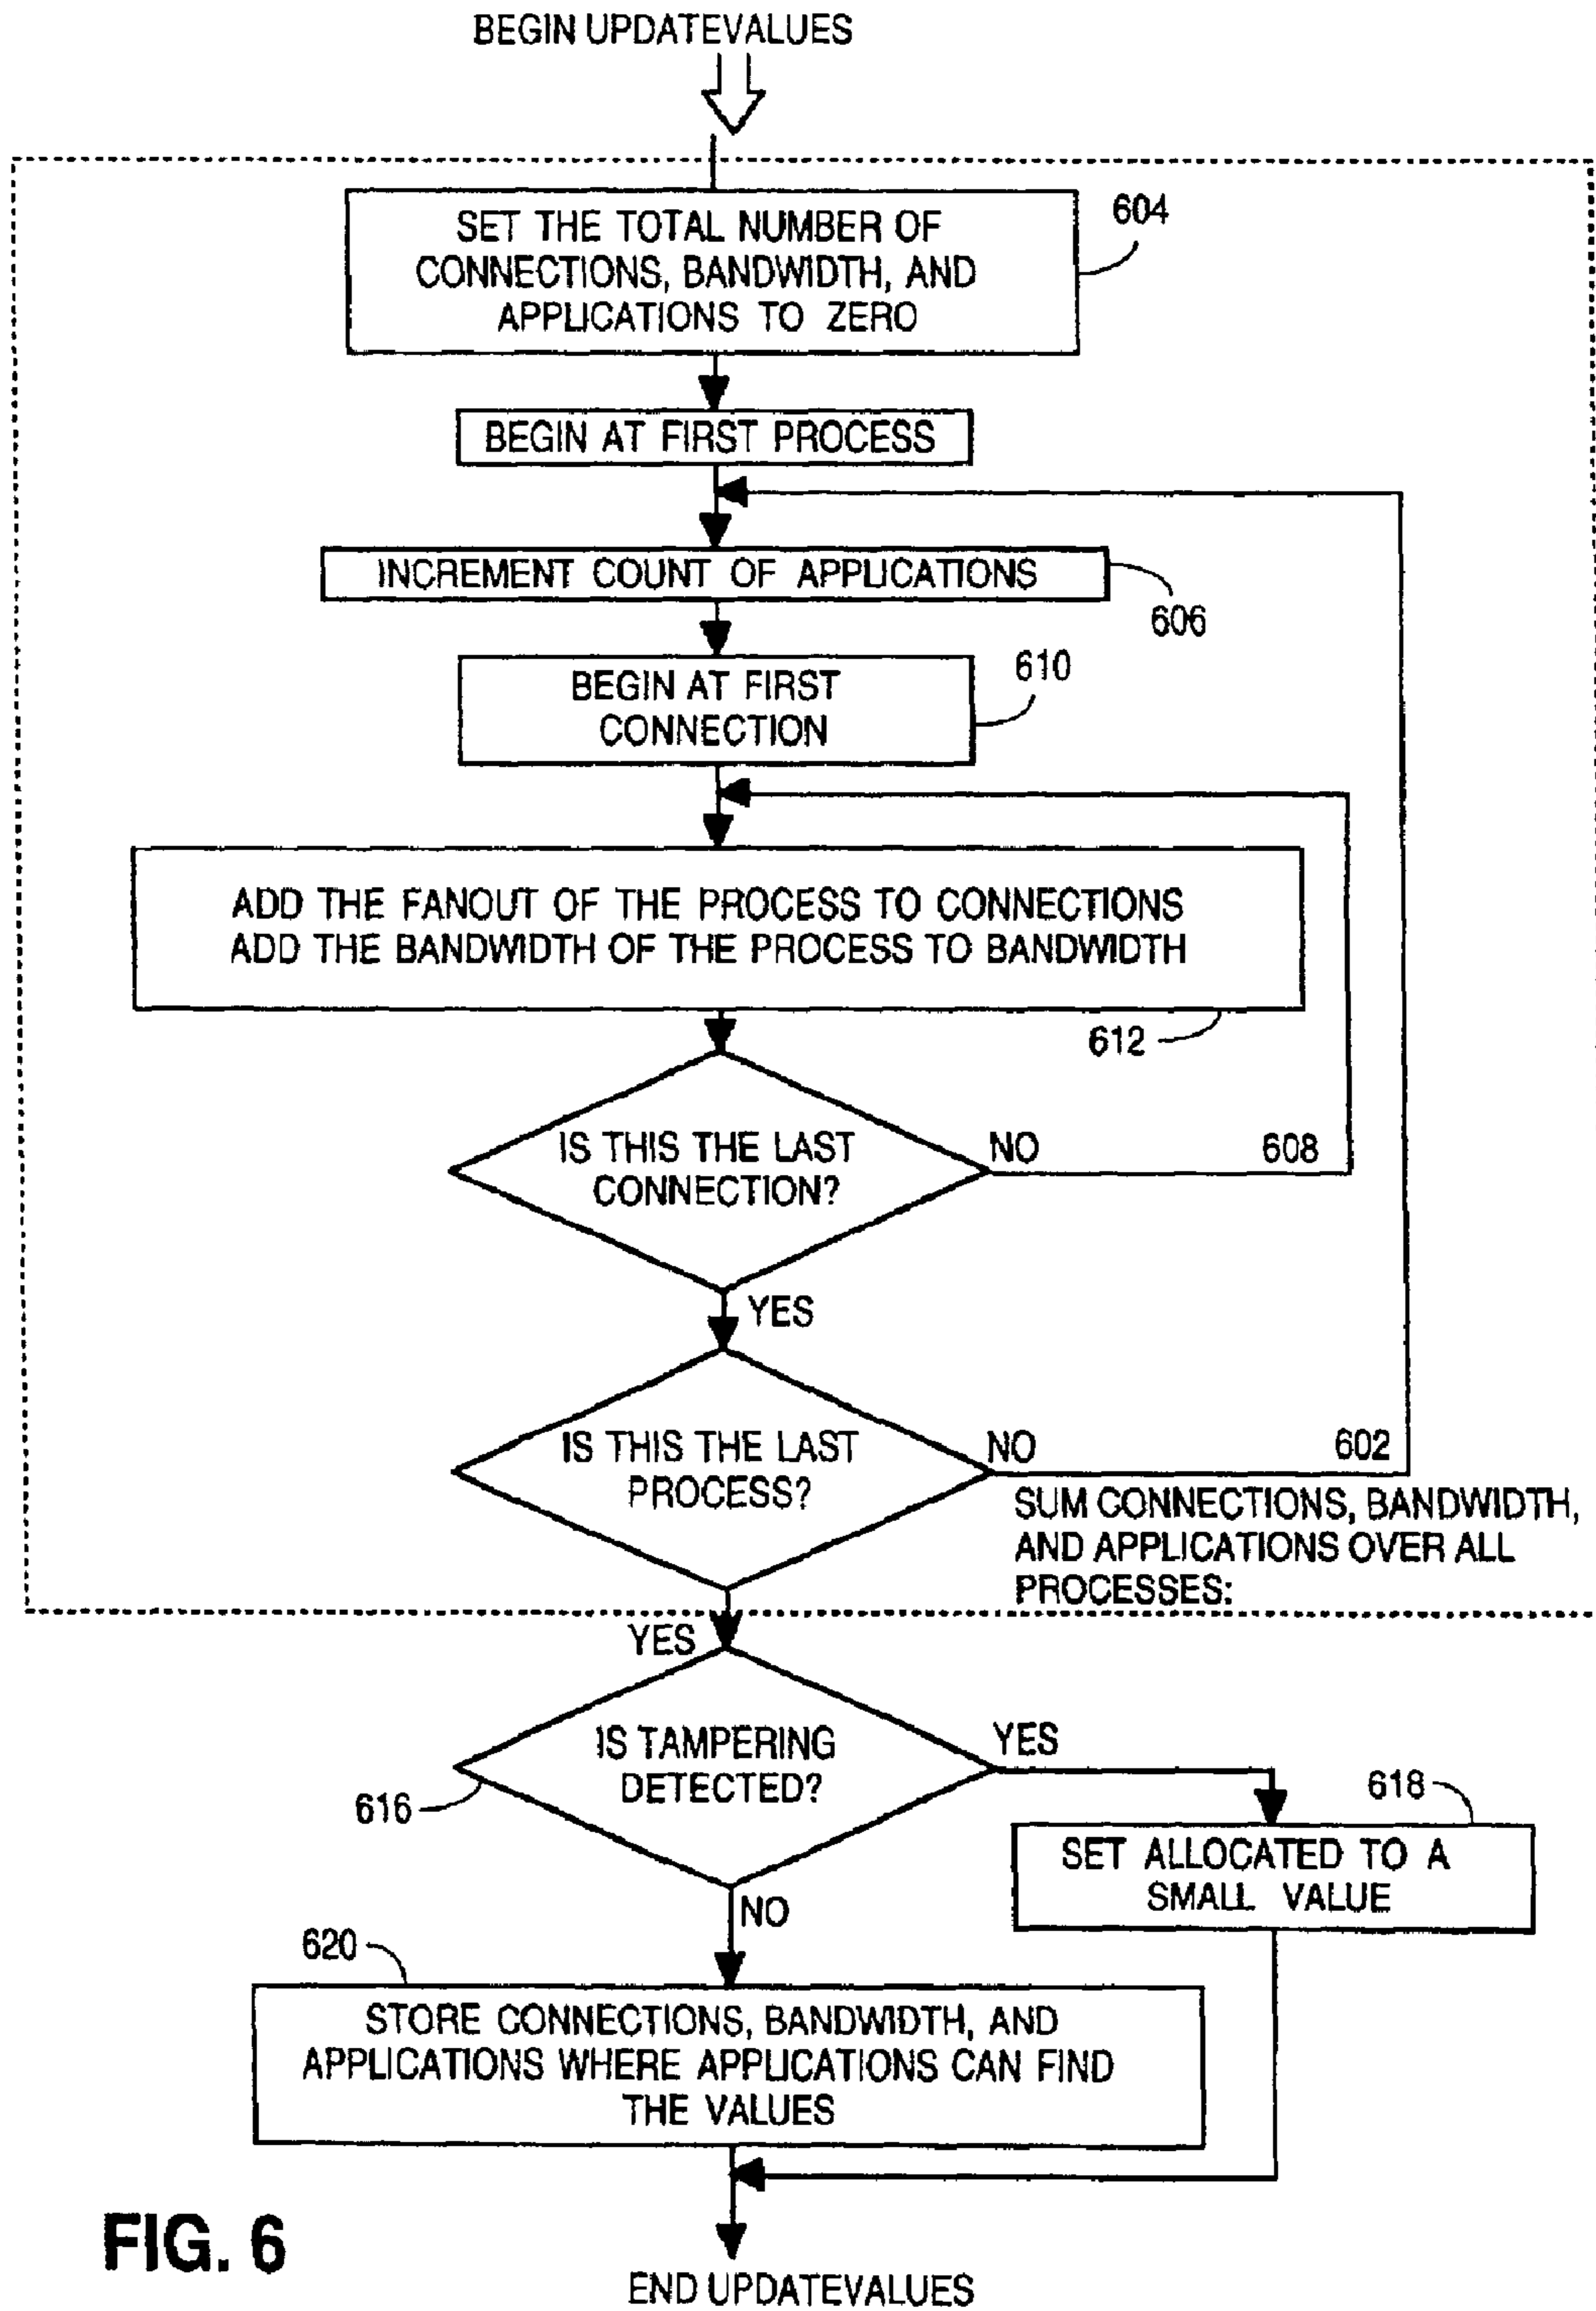 BEGIN UPDATEVALUES
SET THE TOTAL NUMBER OF
CONNECTIONS, BANDWIDTH, AND
APPLICATIONS TO ZERO
604
BEGIN AT FIRST PROCESS
INCREMENT COUNT OF APPLICATIONS
606
BEGIN AT FIRST
CONNECTION
610
ADD THE FANOUT OF THE PROCESS TO CONNECTIONS
ADD THE BANDWIDTH OF THE PROCESS TO BANDWIDTH
612
IS THIS THE LAST
CONNECTION?
NO
608
YES
IS THIS THE LAST
PROCESS?
NO
602
SUM CONNECTIONS, BANDWIDTH,
AND APPLICATIONS OVER ALL
PROCESSES:
YES
IS TAMPERING
DETECTED?
616
YES
618
SET ALLOCATED TO A
SMALL VALUE
NO
620
STORE CONNECTIONS, BANDWIDTH, AND
APPLICATIONS WHERE APPLICATIONS CAN FIND
THE VALUES
FIG. 6
END UPDATEVALUES